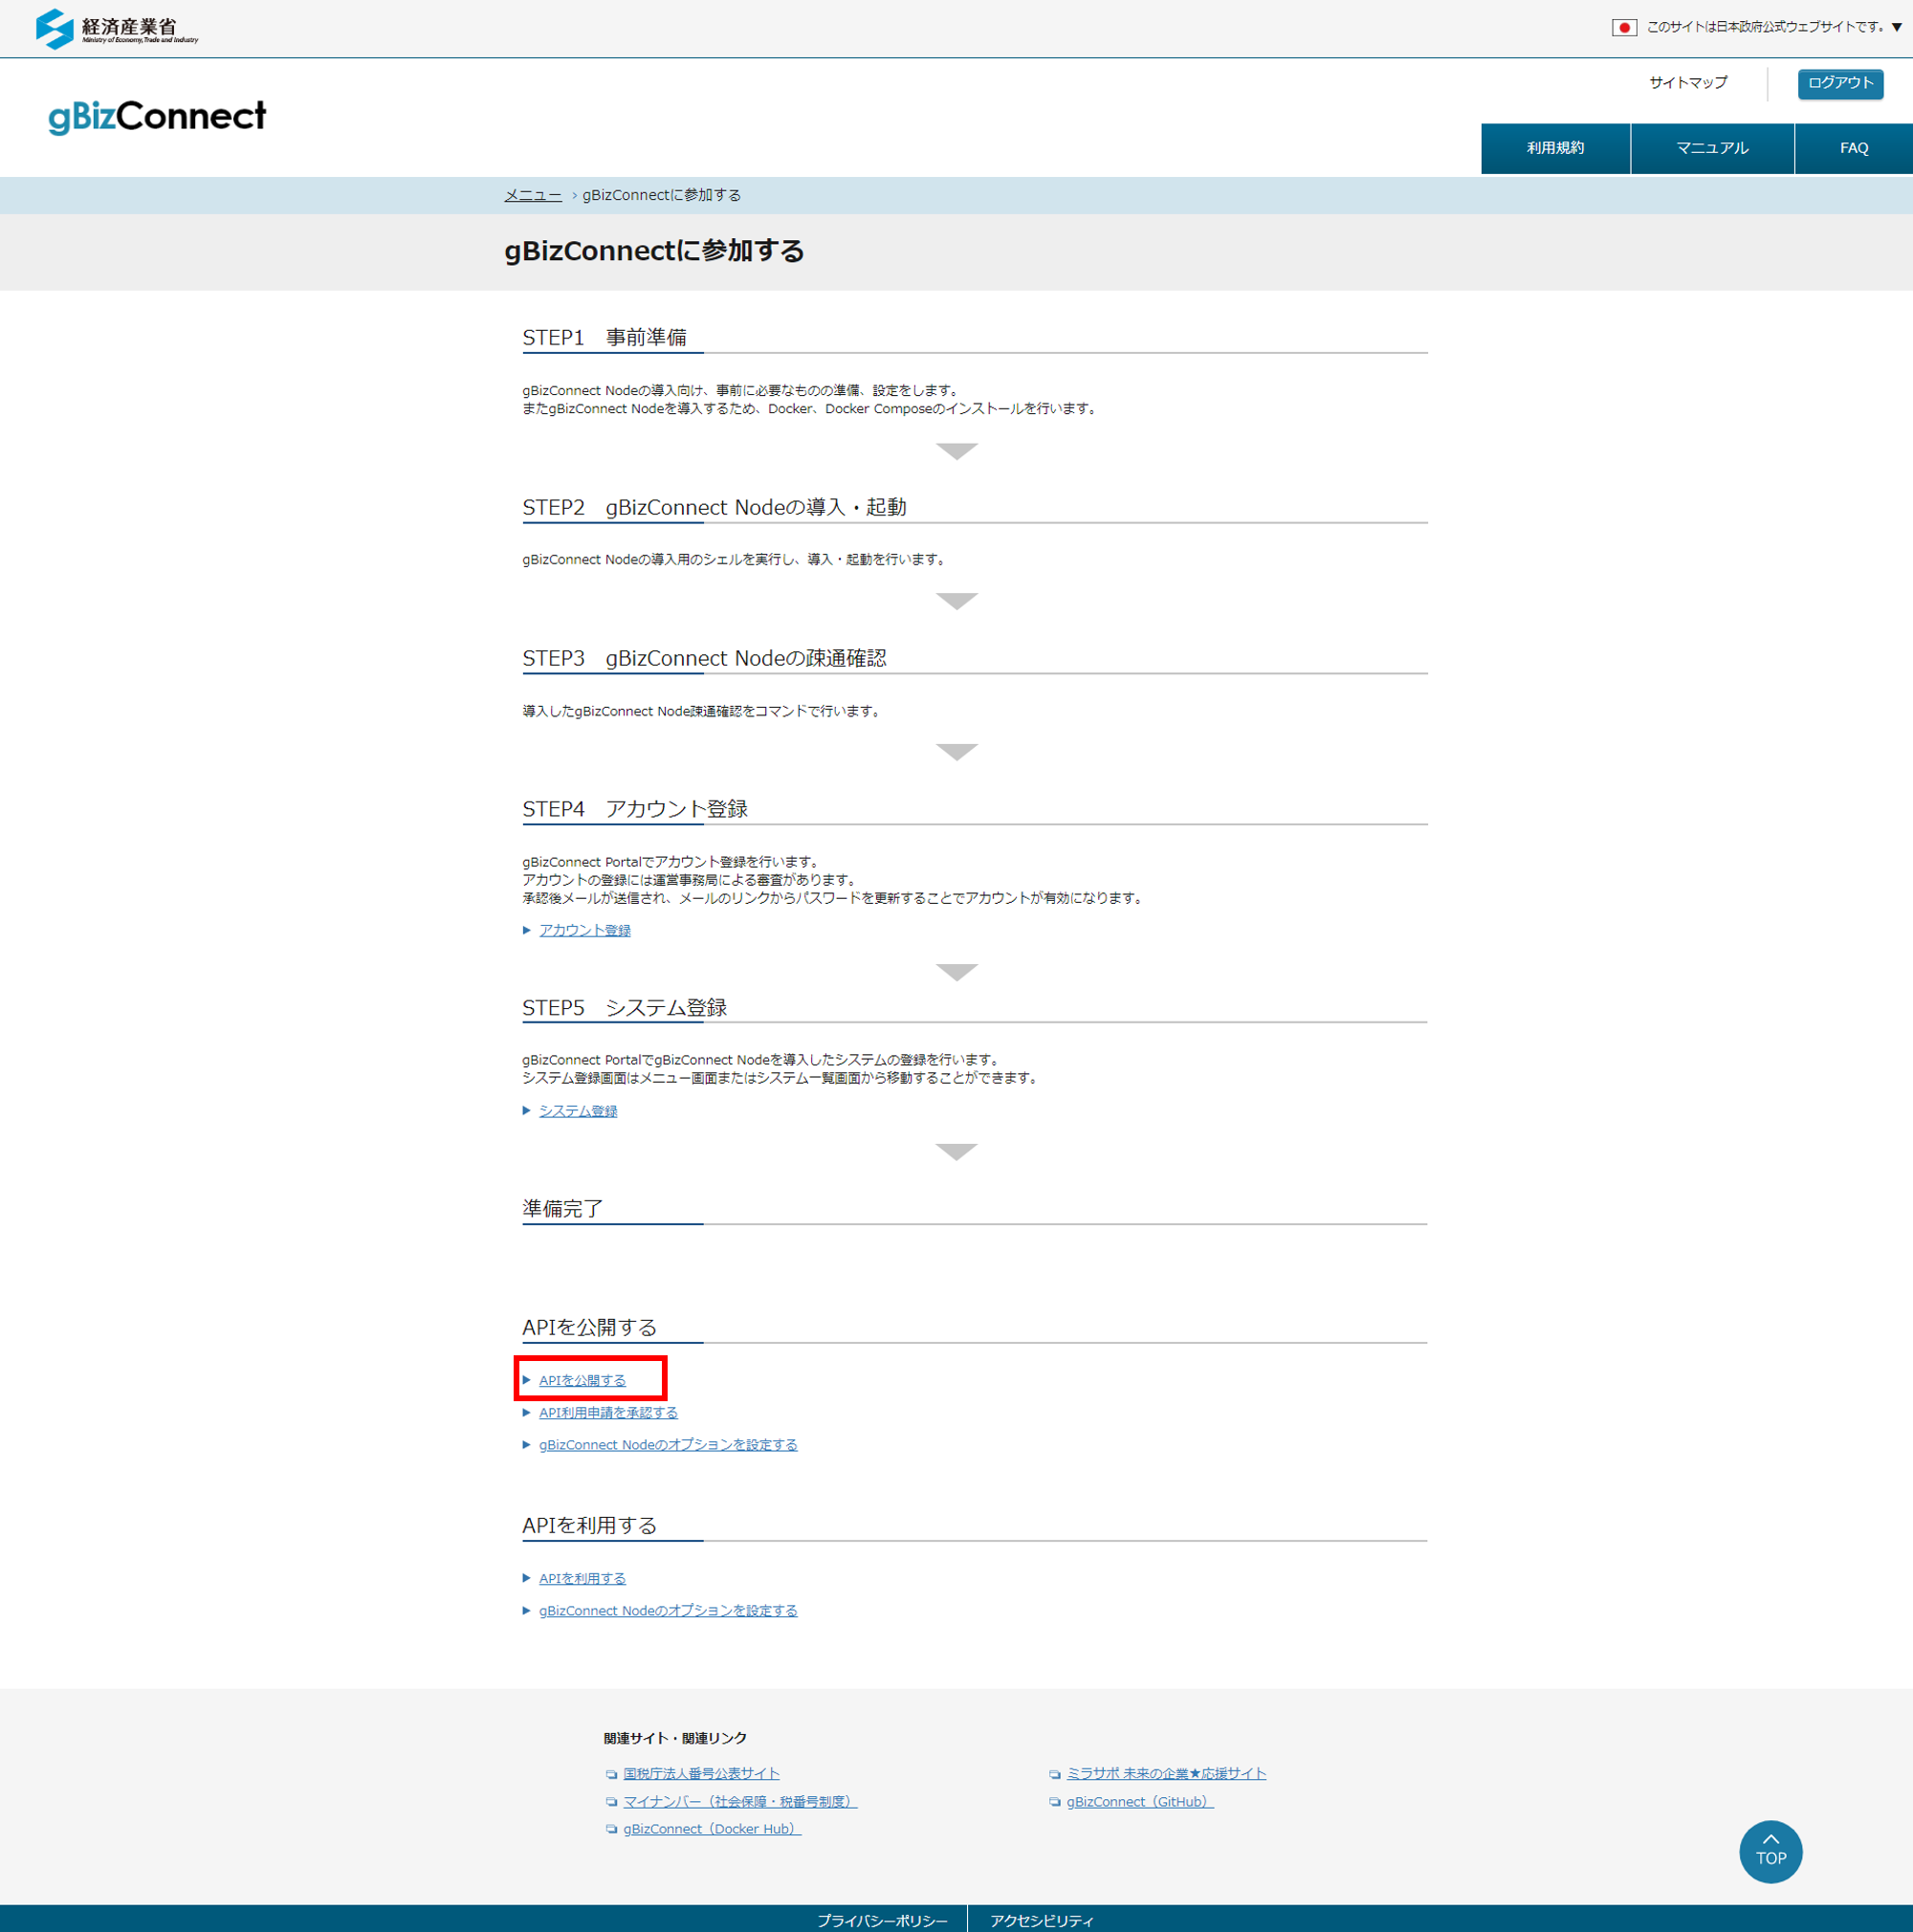 経済産業省
Ministry of Economy, Trade and Industry
このサイトは日本政府公式ウェブサイトです。▼
サイトマップ
ログアウト
gBizConnect
利用規約
マニュアル
FAQ
メニュー › gBizConnectに参加する
gBizConnectに参加する
STEP1 事前準備
gBizConnect Nodeの導入向け、事前に必要なものの準備、設定をします。
またgBizConnect Nodeを導入するため、Docker、Docker Composeのインストールを行います。
STEP2 gBizConnect Nodeの導入・起動
gBizConnect Nodeの導入用のシェルを実行し、導入・起動を行います。
STEP3 gBizConnect Nodeの疎通確認
導入したgBizConnect Node疎通確認をコマンドで行います。
STEP4 アカウント登録
gBizConnect Portalでアカウント登録を行います。
アカウントの登録には運営事務局による審査があります。
承認後メールが送信され、メールのリンクからパスワードを更新することでアカウントが有効になります。
アカウント登録
STEP5 システム登録
gBizConnect PortalでgBizConnect Nodeを導入したシステムの登録を行います。
システム登録画面はメニュー画面またはシステム一覧画面から移動することができます。
システム登録
準備完了
APIを公開する
APIを公開する
API利用申請を承認する
gBizConnect Nodeのオプションを設定する
APIを利用する
APIを利用する
gBizConnect Nodeのオプションを設定する
関連サイト・関連リンク
国税庁法人番号公表サイト
ミラサポ 未来の企業★応援サイト
マイナンバー（社会保障・税番号制度）
gBizConnect（GitHub）
gBizConnect（Docker Hub）
TOP
プライバシーポリシー
アクセシビリティ